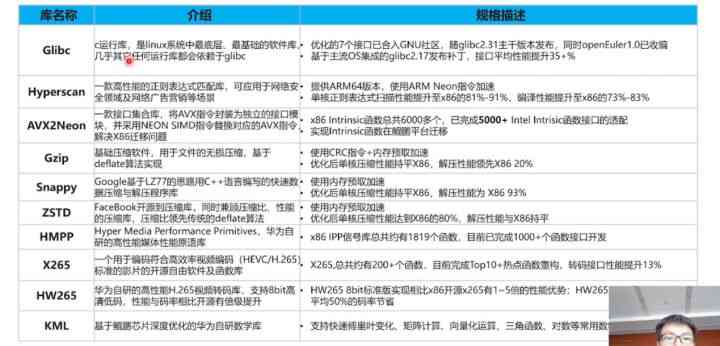 库名称 介绍 规格描述
Glibc
c运行库，是linux系统中最底层、最基础的软件库，
几乎其它任何运行库都会依赖于glibc
• 优化的7个接口已合入GNU社区，随glibc2.31主干版本发布，同时openEuler1.0已收编
• 基于主流OS集成的glibc2.17发布补丁，接口平均性能提升35+%
Hyperscan
一款高性能的正则表达式匹配库，可应用于网络安
全领域及网络广告营销等场景
• 提供ARM64版本，使用ARM Neon指令加速
• 单核正则表达式扫描性能提升至x86的81%-91%，编译性能提升至x86的73%-83%
AVX2Neon
一款接口集合库，将AVX指令封装为独立的接口模
块，并采用NEON SIMD指令替换对应的AVX指令，
解决X86迁移问题
• x86 Intrisic函数总共6000多个，已完成5000+ Intel Intrisic函数接口的适配
• 实现Intrinsic函数在鲲鹏平台迁移
Gzip
基础压缩软件，用于文件的无损压缩，基于
deflate算法实现
• 使用CRC指令+内存预取加速
• 优化后单核压缩性能持平X86，解压性能领先X86 20%
Snappy
Google基于LZ77的思路用C++语言编写的快速数
据压缩与解压程序库
• 使用内存预取加速
• 优化后单核压缩性能持平X86，解压性能为 X86 93%
ZSTD
FaceBook开源到压缩库，同时兼顾压缩比、性能
的压缩库，压缩比领先传统的deflate算法
• 使用内存预取加速
• 优化后单核压缩性能达到X86的80%，解压性能与X86持平
HMPP
Hyper Media Performance Primitives，华为自
研的高性能媒体性能原语库
• x86 IPP信号库总共约有1819个函数，目前已完成1000+个函数接口开发
X265
一个用于编码符合高效率视频编码（HEVC/H.265）
标准的影片的开源自由软件及函数库
• X265,总共约有200+个函数，目前完成Top10+热点函数重构，转码接口性能提升13%
HW265
华为自研的高性能H.265视频转码库，支持8bit高
清低码，性能与码率相比开源有倍级提升
• HW265 8bit标准版实现相比x86开源x265有1~5倍的性能优势；HW265
平均50%的码率节省
KML
基于鲲鹏芯片深度优化的华为自研数学库
• 支持快速傅里叶变化、矩阵计算、向量化运算、三角函数、对数等常用数